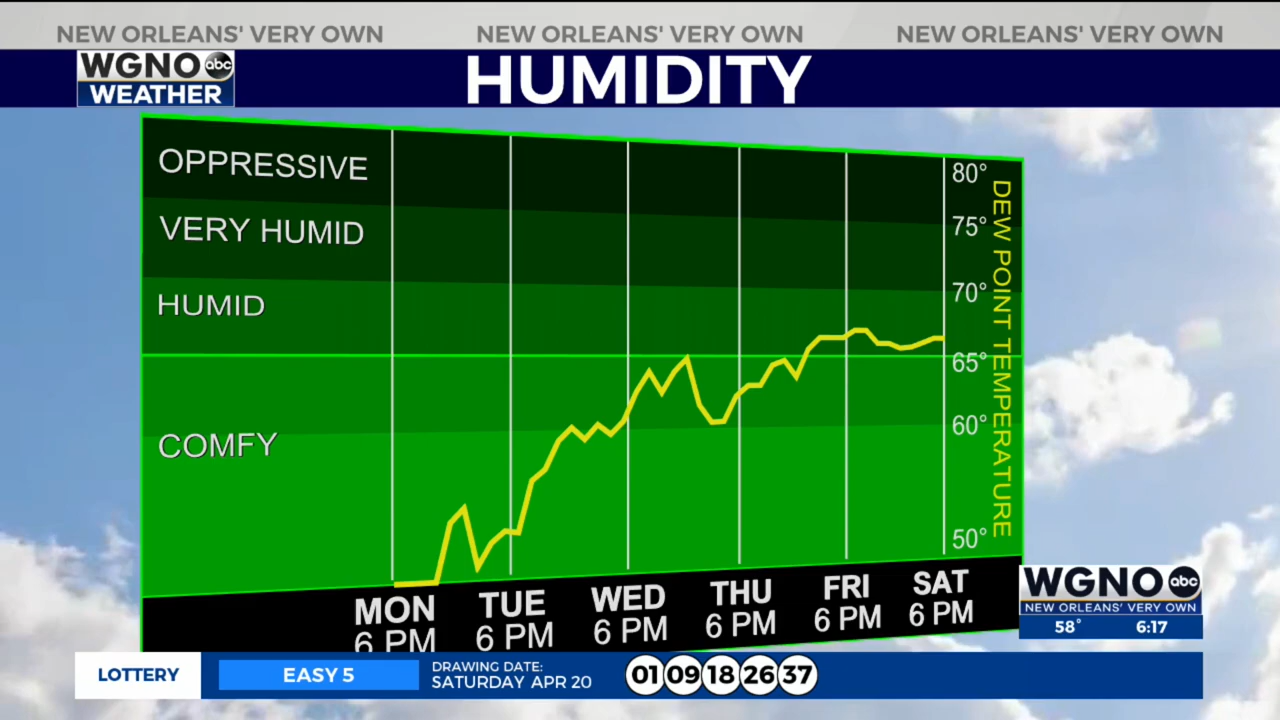 NEW ORLEANS' VERY OWN NEW ORLEANS' VERY OWN NEW ORLEANS' VERY OWN
WGNO abc
WEATHER
HUMIDITY
OPPRESSIVE
VERY HUMID
HUMID
COMFY
80°
75°
70°
65°
60°
50°
DEW POINT TEMPERATURE
MON TUE WED THU FRI SAT
6 PM 6 PM 6 PM 6 PM 6 PM 6 PM
WGNO abc
NEW ORLEANS' VERY OWN
58° 6:17
LOTTERY
EASY 5
DRAWING DATE:
SATURDAY APR 20
01 09 18 26 37